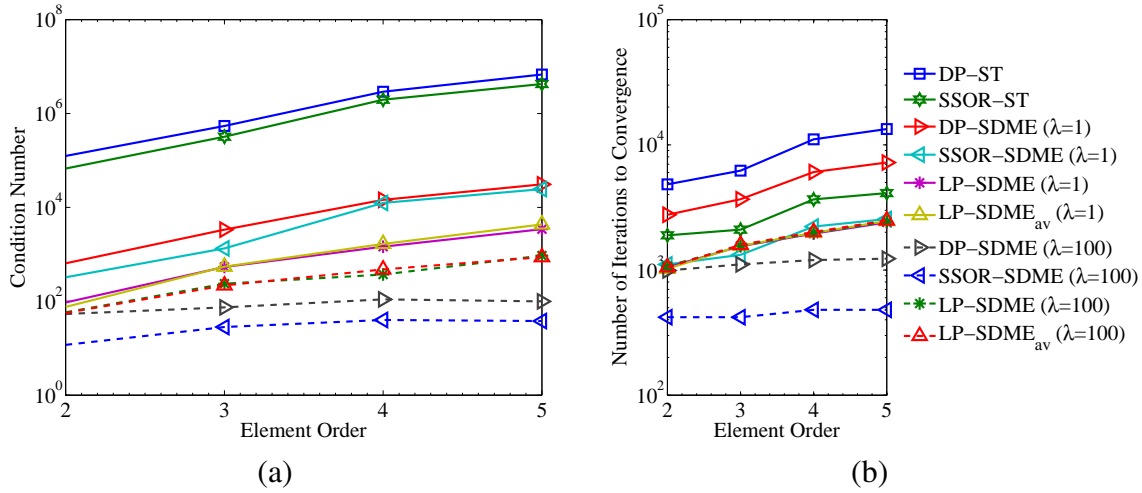 10^8
10^6
10^4
10^2
10^0
Condition Number
2 3 4 5
Element Order
(a)
10^5
10^4
10^3
10^2
Number of Iterations to Convergence
2 3 4 5
Element Order
(b)
DP−ST
SSOR−ST
DP−SDME (λ=1)
SSOR−SDME (λ=1)
LP−SDME (λ=1)
LP−SDME_av (λ=1)
DP−SDME (λ=100)
SSOR−SDME (λ=100)
LP−SDME (λ=100)
LP−SDME_av (λ=100)